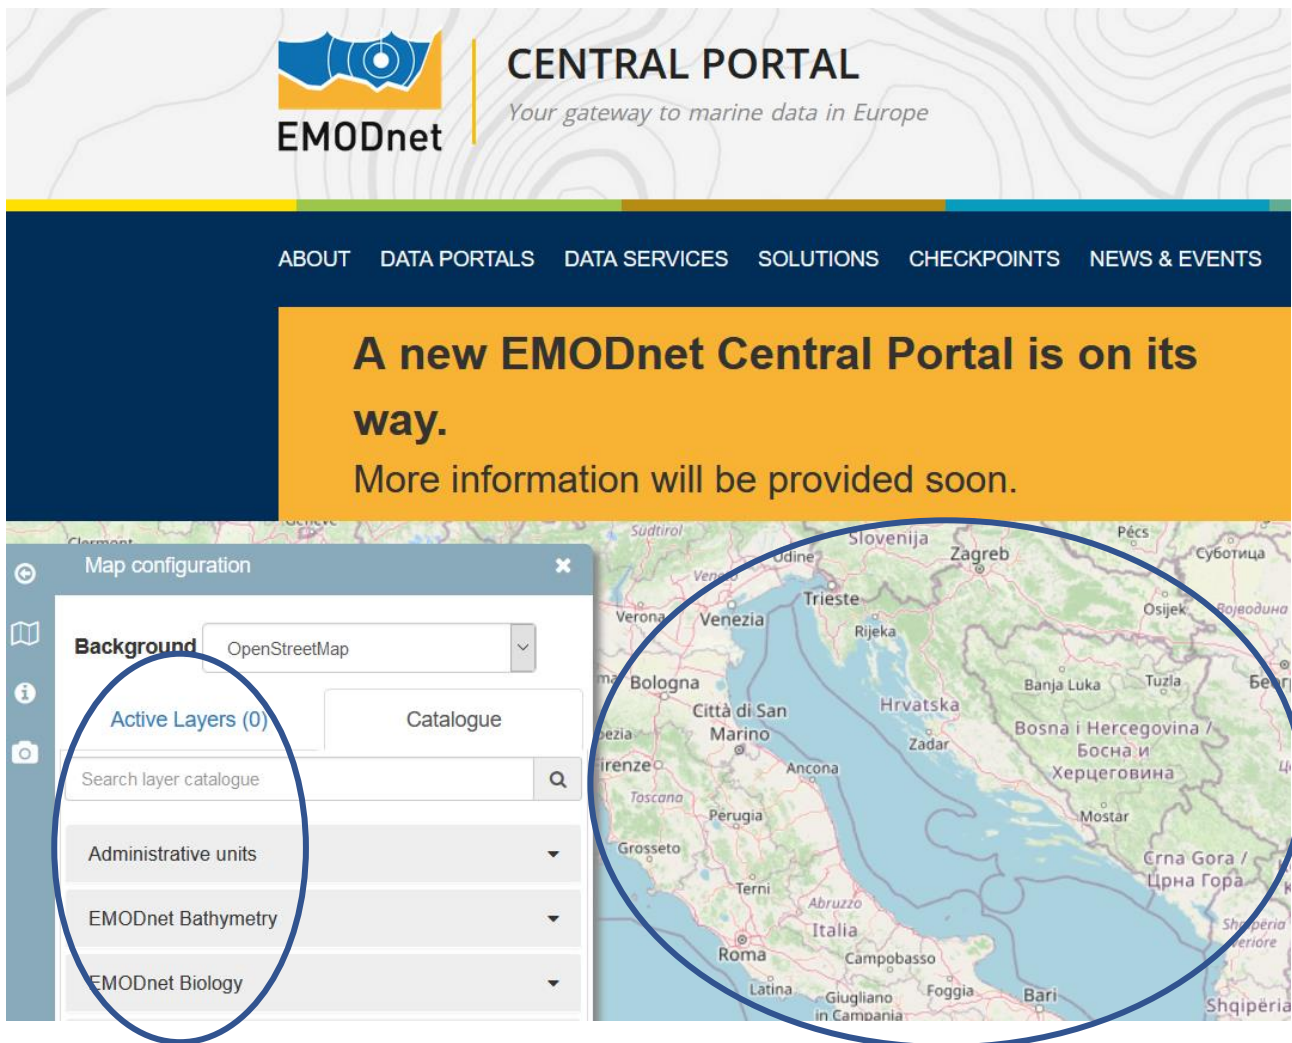 EMODnet
CENTRAL PORTAL
Your gateway to marine data in Europe
ABOUT DATA PORTALS DATA SERVICES SOLUTIONS CHECKPOINTS NEWS & EVENTS
A new EMODnet Central Portal is on its
way.
More information will be provided soon.
Map configuration
Background OpenStreetMap
Active Layers (0) Catalogue
Search layer catalogue
Administrative units
EMODnet Bathymetry
EMODnet Biology
Südtirol
Slovenija
Zagreb
Pécs
Суботица
Udine
Veneto
Trieste
Verona
Venezia
Rijeka
Osijek
Војводина
Bologna
Hrvatska
Banja Luka
Tuzla
Città di San
Marino
Zadar
Bosna i Hercegovina /
Босна и
Херцеговина
Ancona
Toscana
Perugia
Mostar
Grosseto
Crna Gora /
Црна Гора
Terni
Abruzzo
Italia
Roma
Campobasso
Latina
Giugliano
in Campania
Foggia
Bari
Shqipëria